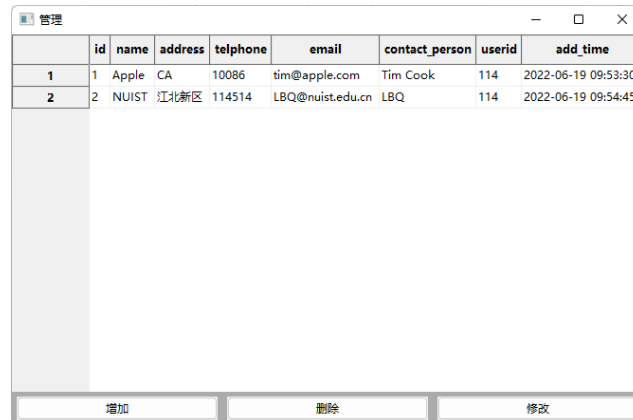 管理
id name address telphone email contact_person userid add_time
1 1 Apple CA 10086 tim@apple.com Tim Cook 114 2022-06-19 09:53:30
2 2 NUIST 江北新区 114514 LBQ@nuist.edu.cn LBQ 114 2022-06-19 09:54:45
增加 删除 修改